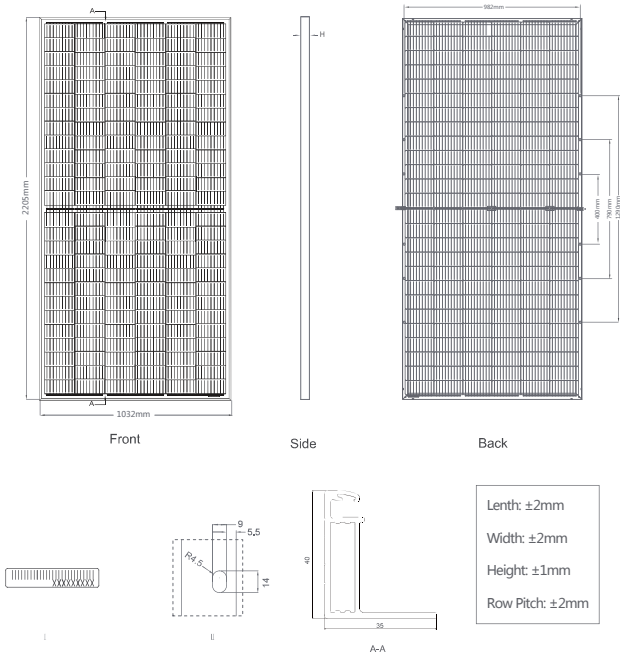 A
982mm
H
2205mm
400mm
790mm
1290mm
A
1032mm
Front
Side
Back
9
5.5
R4.5
14
40
35
A-A
I
II
Lenth: ±2mm
Width: ±2mm
Height: ±1mm
Row Pitch: ±2mm